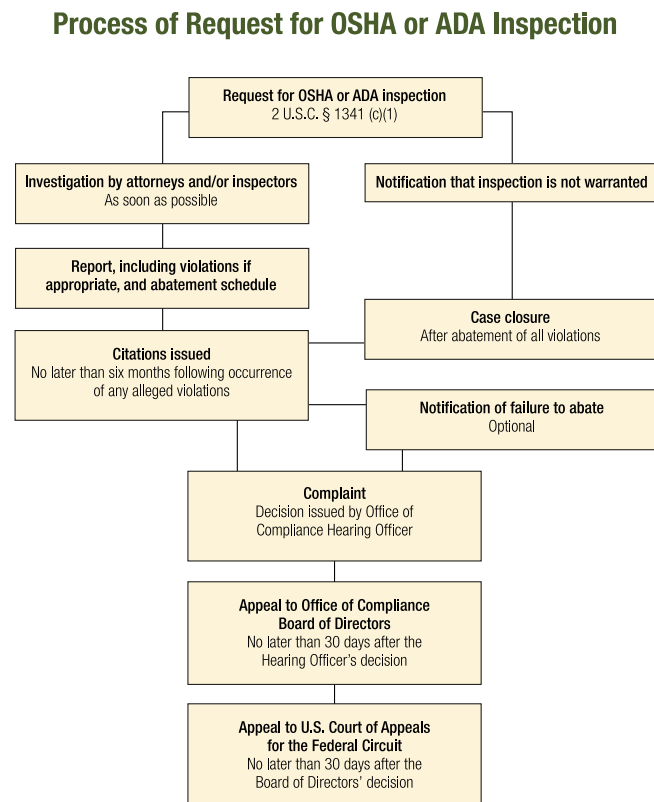 Process of Request for OSHA or ADA Inspection
Request for OSHA or ADA inspection
2 U.S.C. § 1341 (c)(1)
Investigation by attorneys and/or inspectors
As soon as possible
Notification that inspection is not warranted
Report, including violations if
appropriate, and abatement schedule
Case closure
After abatement of all violations
Citations issued
No later than six months following occurrence
of any alleged violations
Notification of failure to abate
Optional
Complaint
Decision issued by Office of
Compliance Hearing Officer
Appeal to Office of Compliance
Board of Directors
No later than 30 days after the
Hearing Officer's decision
Appeal to U.S. Court of Appeals
for the Federal Circuit
No later than 30 days after the
Board of Directors' decision